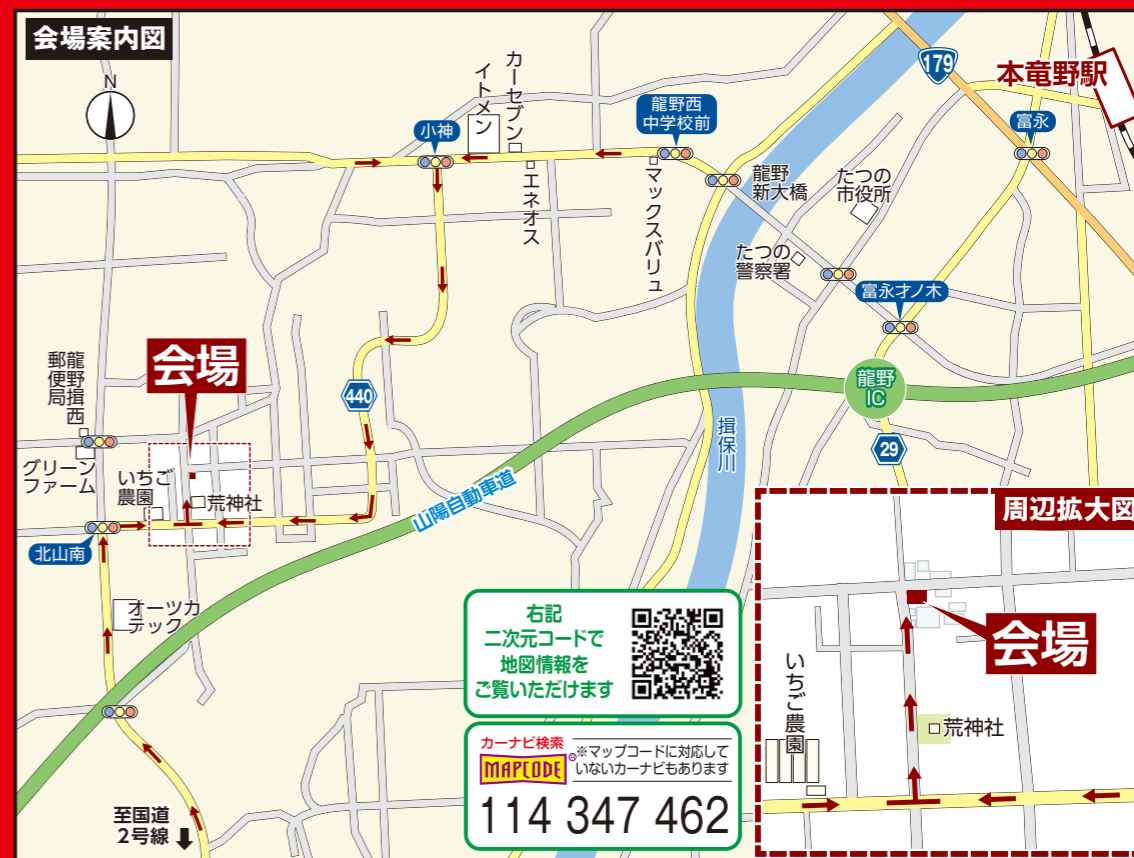 会場案内図
N
小神
イトメン
カーセブン
エネオス
龍野西
中学校前
マックスバリュ
龍野
新大橋
179
本竜野駅
富永
たつの
市役所
たつの
警察署
富永才ノ木
龍野
IC
29
揖保川
山陽自動車道
440
会場
龍野揖西
郵便局
グリーン
ファーム
いちご
農園
荒神社
北山南
オーツカ
テック
至国道
2号線
右記
二次元コードで
地図情報を
ご覧いただけます
カーナビ検索
MAPCODE®
※マップコードに対応して
いないカーナビもあります
114 347 462
周辺拡大図
会場
いちご農園
荒神社